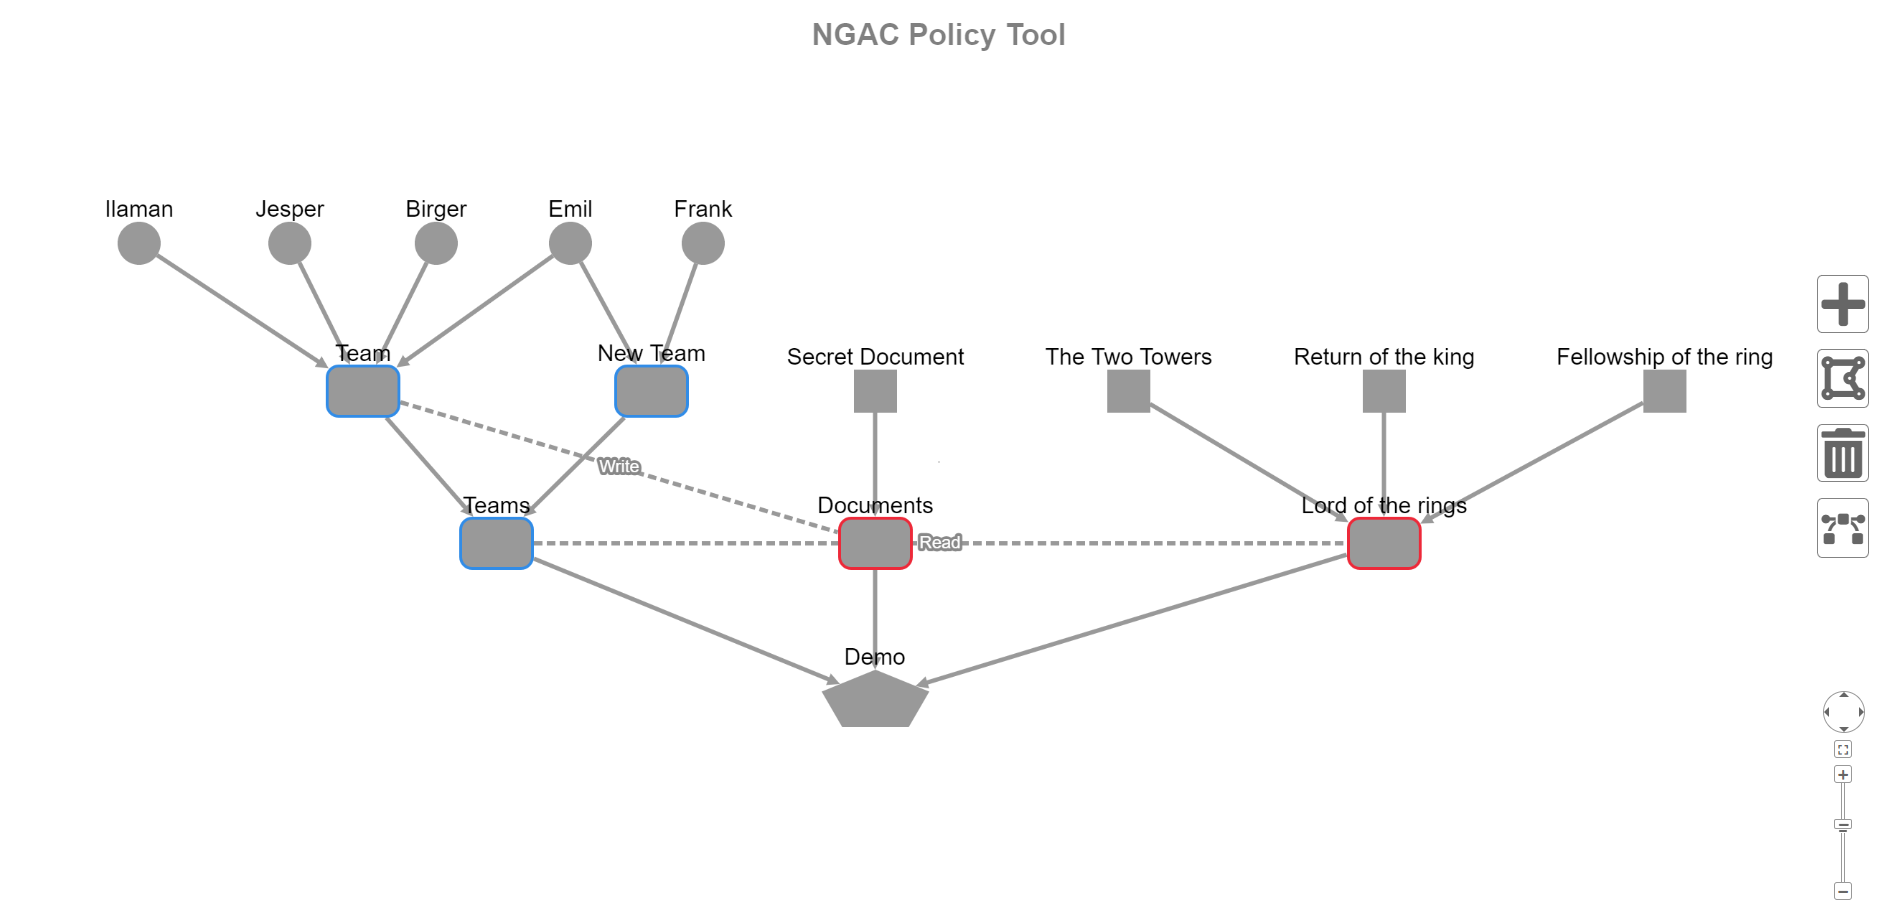 NGAC Policy Tool
llaman
Jesper
Birger
Emil
Frank
Team
New Team
Secret Document
The Two Towers
Return of the king
Fellowship of the ring
Write
Teams
Documents
Lord of the rings
Read
Demo